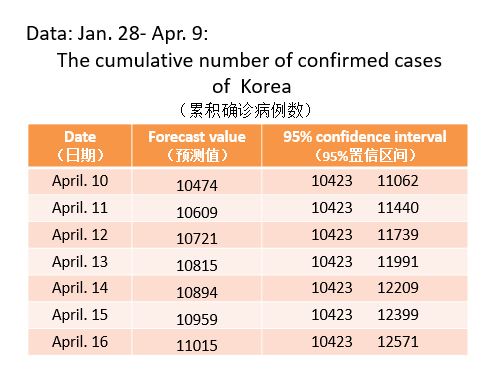 Data: Jan. 28- Apr. 9:
The cumulative number of confirmed cases
of Korea
（累积确诊病例数）
Date Forecast value 95% confidence interval
（日期） （预测值） （95%置信区间）
April. 10 10474 10423 11062
April. 11 10609 10423 11440
April. 12 10721 10423 11739
April. 13 10815 10423 11991
April. 14 10894 10423 12209
April. 15 10959 10423 12399
April. 16 11015 10423 12571